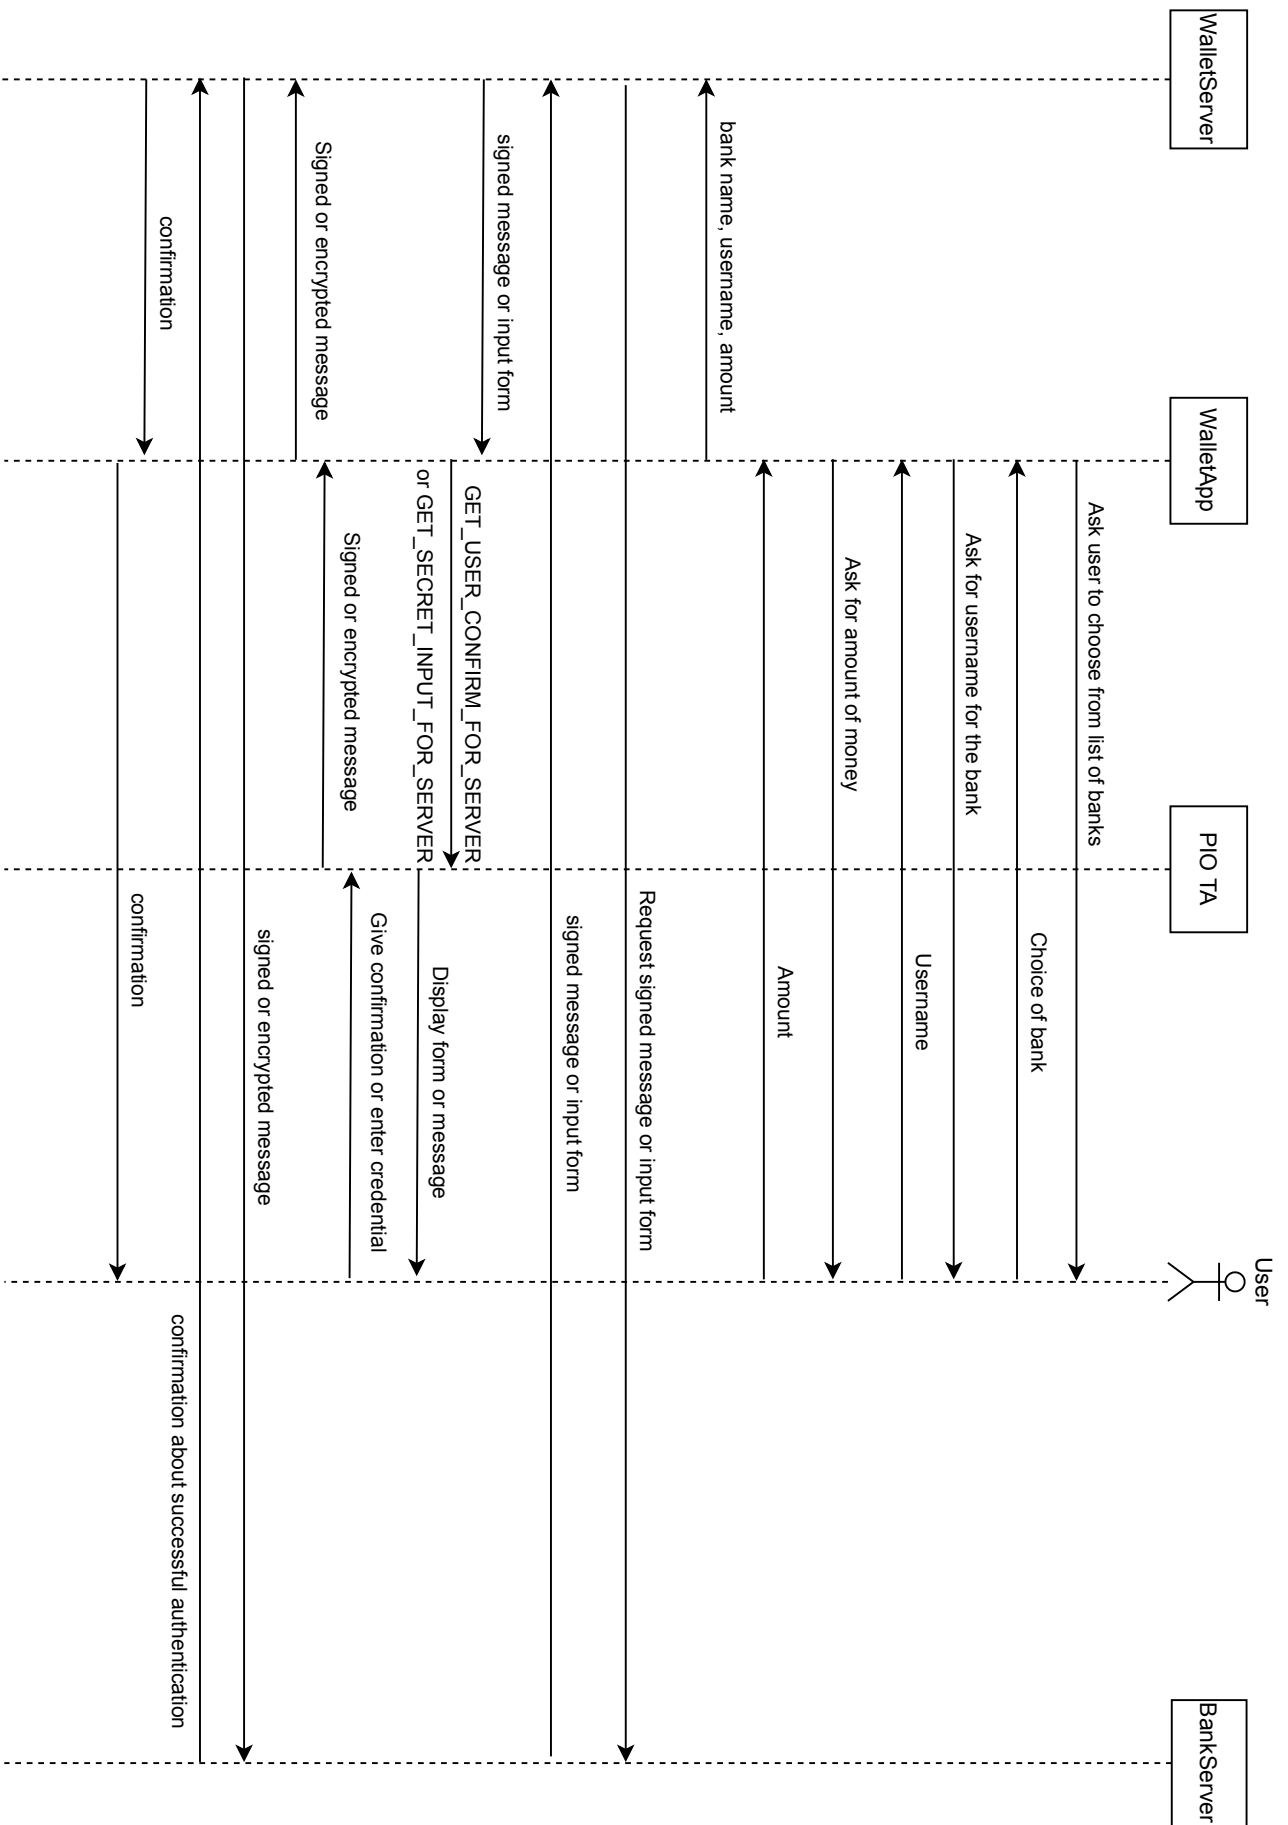 WalletServer
WalletApp
PIO TA
User
BankServer
Ask user to choose from list of banks
Choice of bank
Ask for username for the bank
Username
Ask for amount of money
Amount
bank name, username, amount
Request signed message or input form
signed message or input form
signed message or input form
GET_USER_CONFIRM_FOR_SERVER
or GET_SECRET_INPUT_FOR_SERVER
Display form or message
Give confirmation or enter credential
Signed or encrypted message
Signed or encrypted message
signed or encrypted message
confirmation about successful authentication
confirmation
confirmation